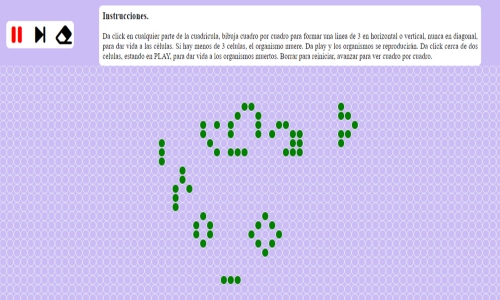 Instrucciones.
Da click en cualquier parte de la cuadrícula, bibuja cuadro por cuadro para formar una linea de 3 en horizontal o vertical, nunca en diagonal,
para dar vida a las células. Si hay menos de 3 celulas, el organismo muere. Da play y los organismos se reproducirán. Da click cerca de dos
celulas, estando en PLAY, para dar vida a los organismos muertos. Borrar para reiniciar, avanzar para ver cuadro por cuadro.